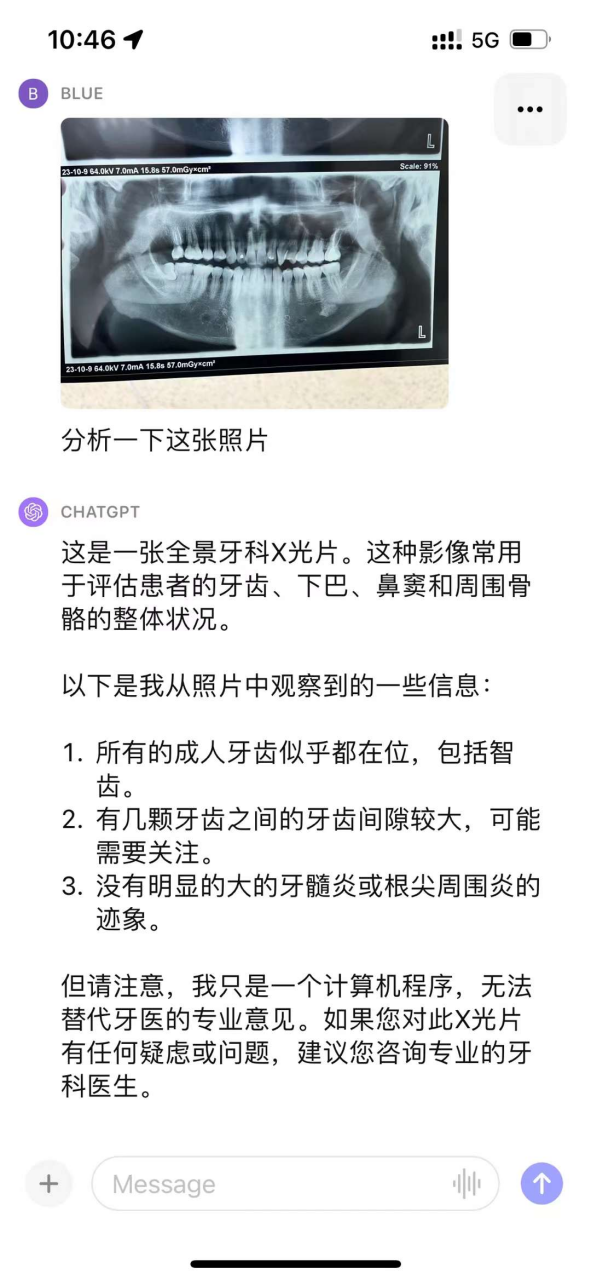 10:46
5G
B
BLUE
•••
L
23-10-9 64.0kV 7.0mA 15.8s 57.0mGy×cm²
Scale: 91%
L
23-10-9 64.0kV 7.0mA 15.8s 57.0mGy×cm²
分析一下这张照片
CHATGPT
这是一张全景牙科X光片。这种影像常用
于评估患者的牙齿、下巴、鼻窦和周围骨
骼的整体状况。
以下是我从照片中观察到的一些信息：
1. 所有的成人牙齿似乎都在位，包括智
齿。
2. 有几颗牙齿之间的牙齿间隙较大，可能
需要关注。
3. 没有明显的大的牙髓炎或根尖周围炎的
迹象。
但请注意，我只是一个计算机程序，无法
替代牙医的专业意见。如果您对此X光片
有任何疑虑或问题，建议您咨询专业的牙
科医生。
Message